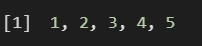 [1]  1, 2, 3, 4, 5